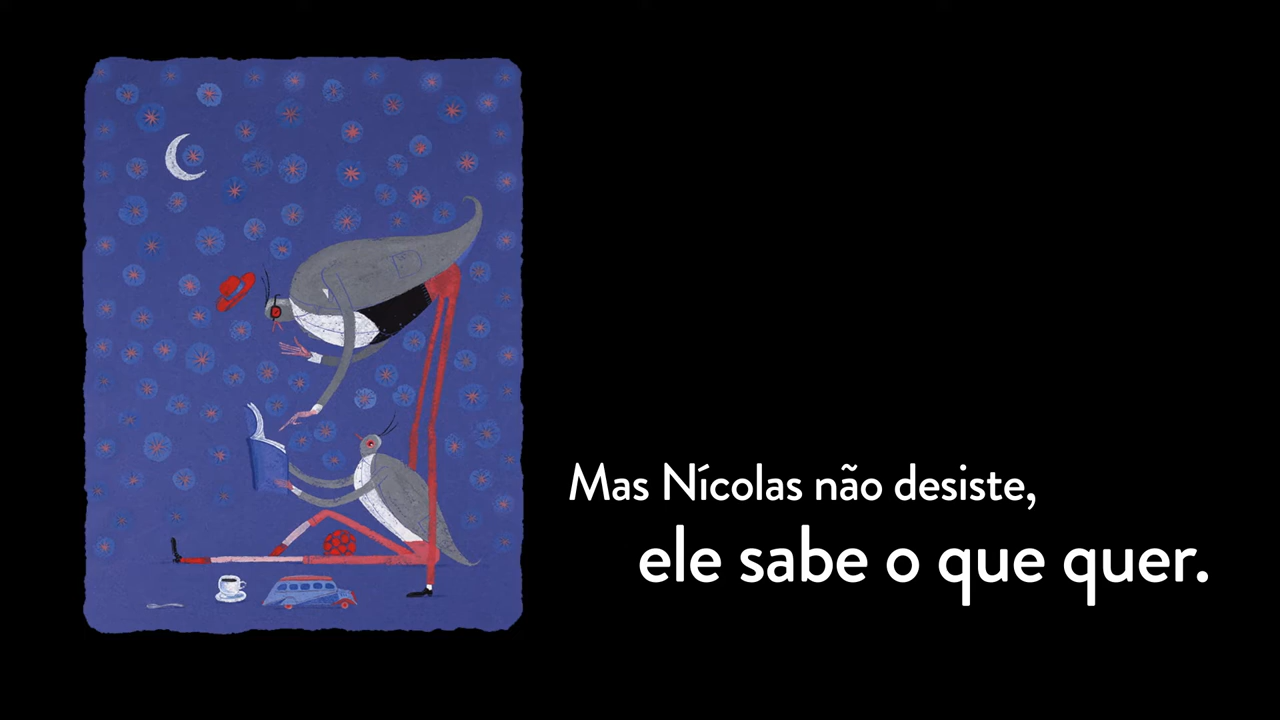 Mas Nícolas não desiste,
ele sabe o que quer.